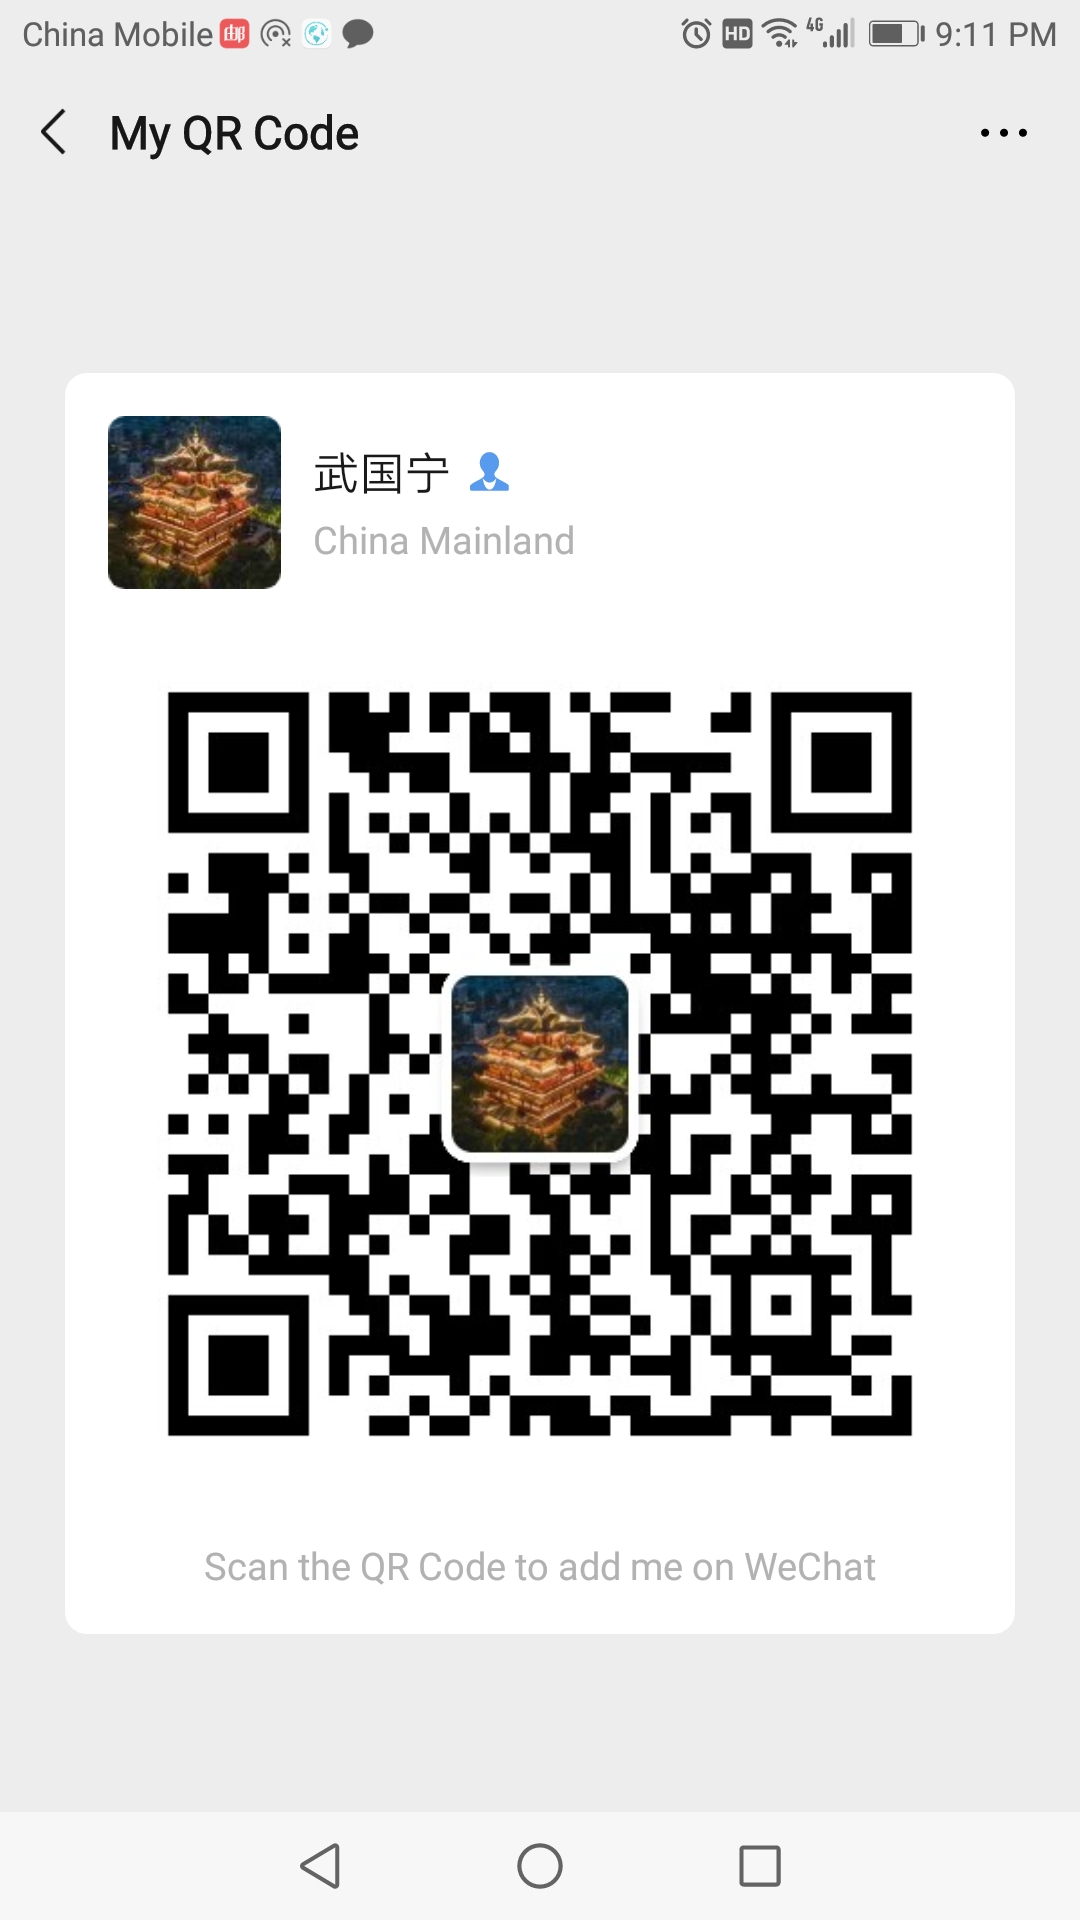 China Mobile 邮 HD 4G 9:11 PM
My QR Code
武国宁
China Mainland
Scan the QR Code to add me on WeChat